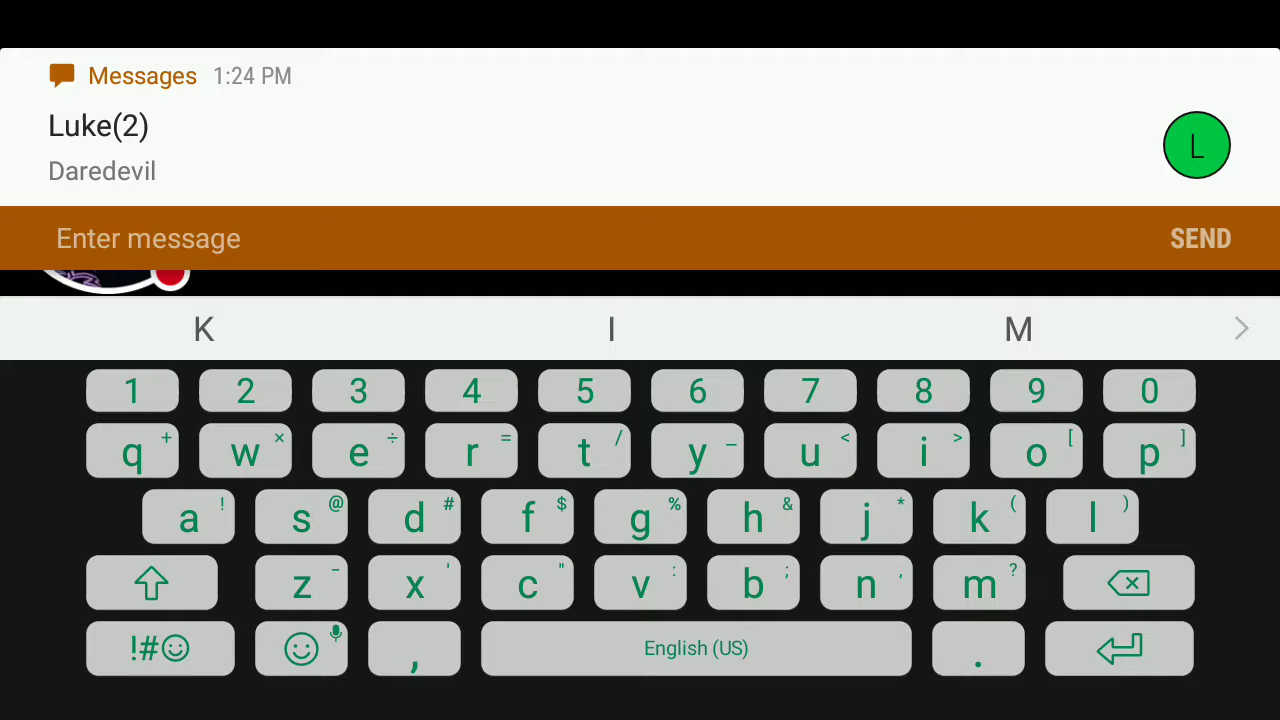 Messages 1:24 PM
Luke(2)
L
Daredevil
Enter message SEND
K I M
1 2 3 4 5 6 7 8 9 0
q + w × e ÷ r = t / y _ u < i > o [ p ]
a ! s @ d # f $ g % h & j * k ( l )
z - x ' c " v : b ; n , m ?
!#☺ , English (US) .